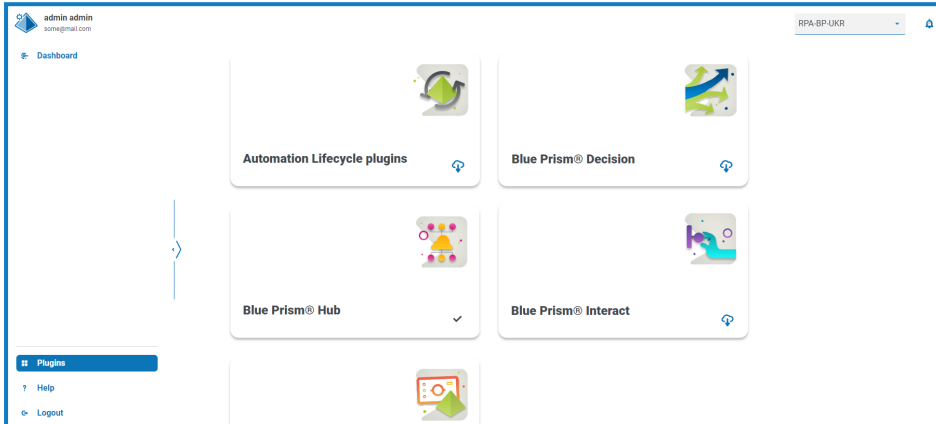 admin admin
some@mail.com
RPA-BP-UKR
Dashboard
Automation Lifecycle plugins
Blue Prism® Decision
Blue Prism® Hub
Blue Prism® Interact
Plugins
? Help
Logout